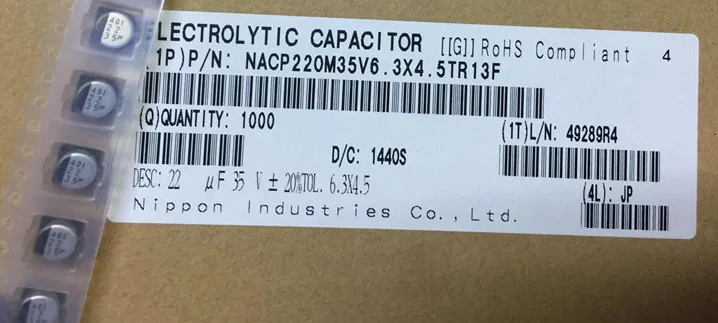 LECTROLYTIC CAPACITOR [[G]]RoHS Compliant 4
1P)P/N: NACP220M35V6.3X4.5TR13F
(Q)QUANTITY: 1000
(1T)L/N: 49289R4
D/C: 1440S
(4L): JP
DESC: 22 μF 35 V ± 20%TOL. 6.3X4.5
Nippon Industries Co., Ltd.